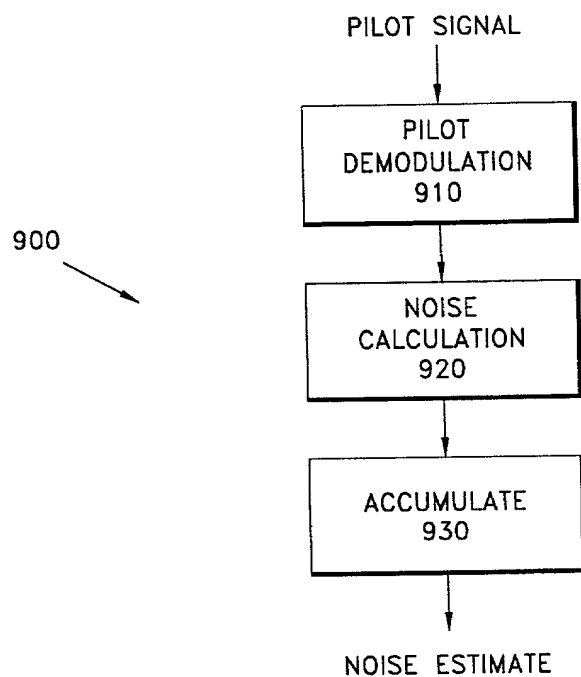 PILOT SIGNAL
PILOT
DEMODULATION
910
900
NOISE
CALCULATION
920
ACCUMULATE
930
NOISE ESTIMATE